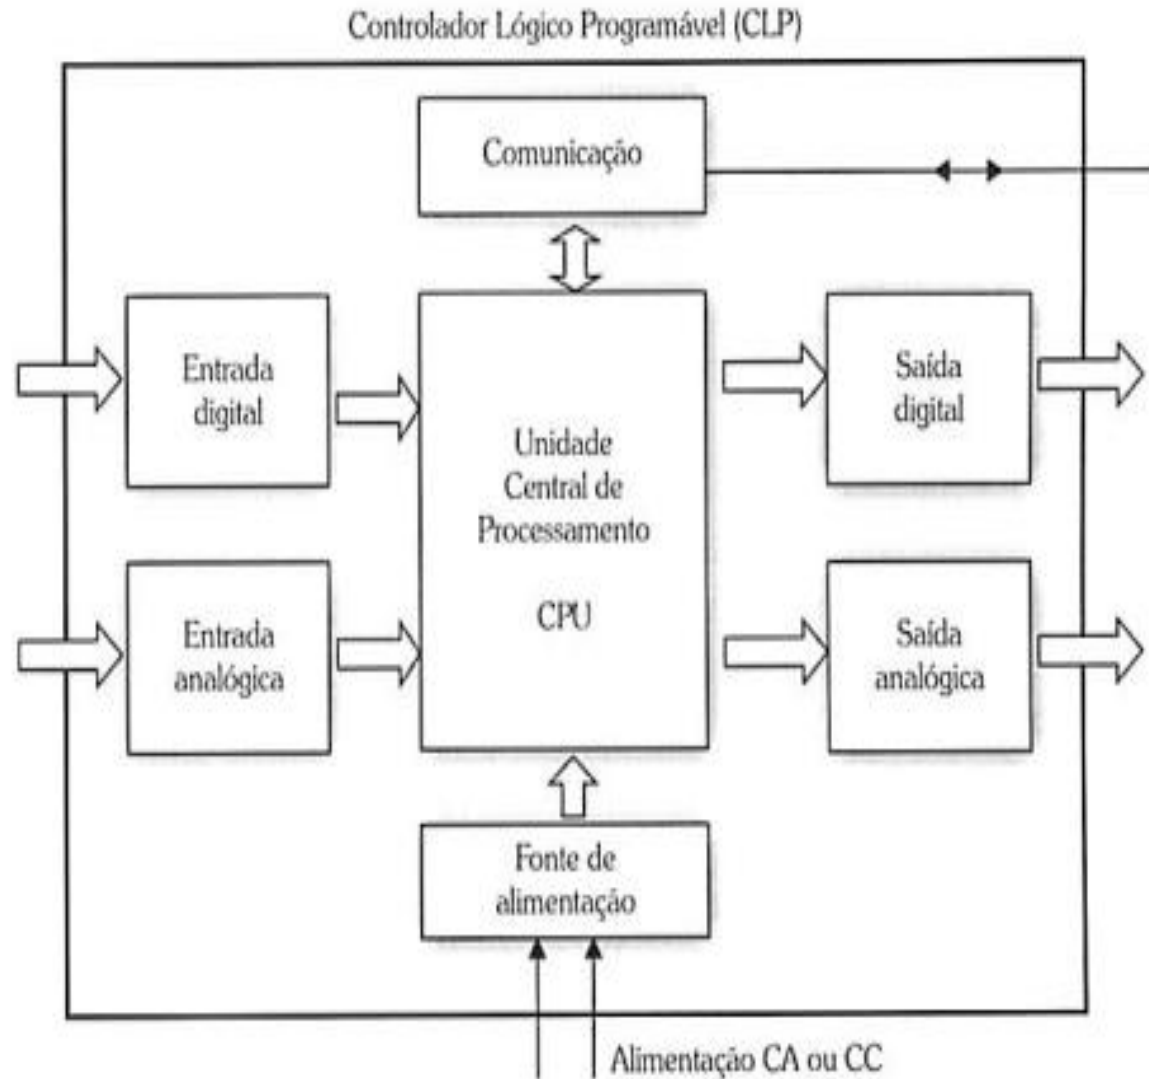 Controlador Lógico Programável (CLP)
Comunicação
Entrada
digital
Unidade
Central de
Processamento
CPU
Saída
digital
Entrada
analógica
Saída
analógica
Fonte de
alimentação
Alimentação CA ou CC